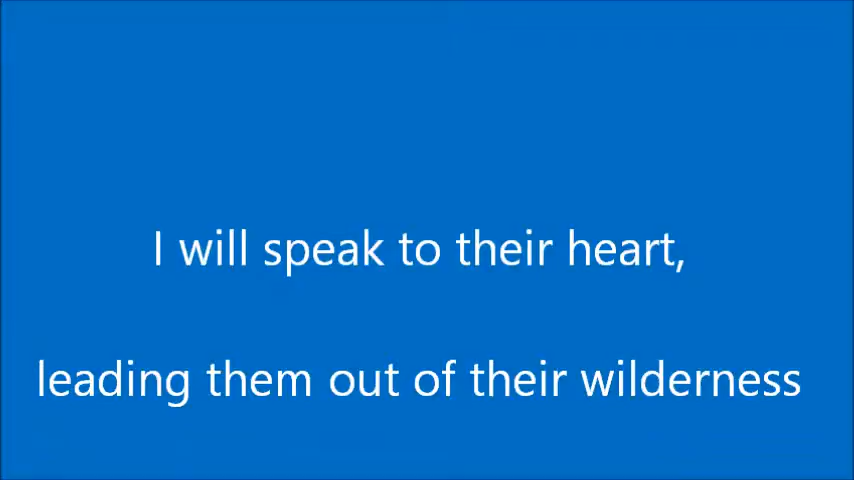 I will speak to their heart,
leading them out of their wilderness